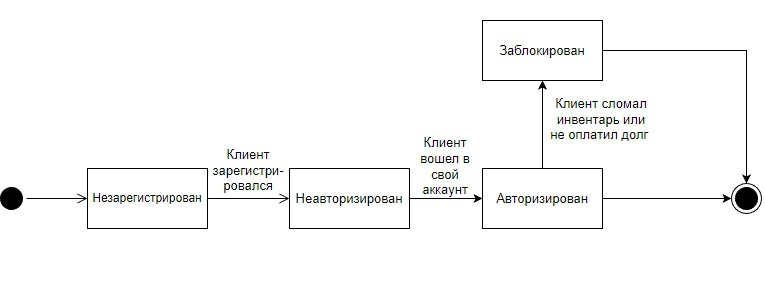 Заблокирован
Клиент сломал
инвентарь или
не оплатил долг
Клиент
зарегистри-
ровался
Клиент
вошел в
свой
аккаунт
Незарегистрирован
Неавторизирован
Авторизирован